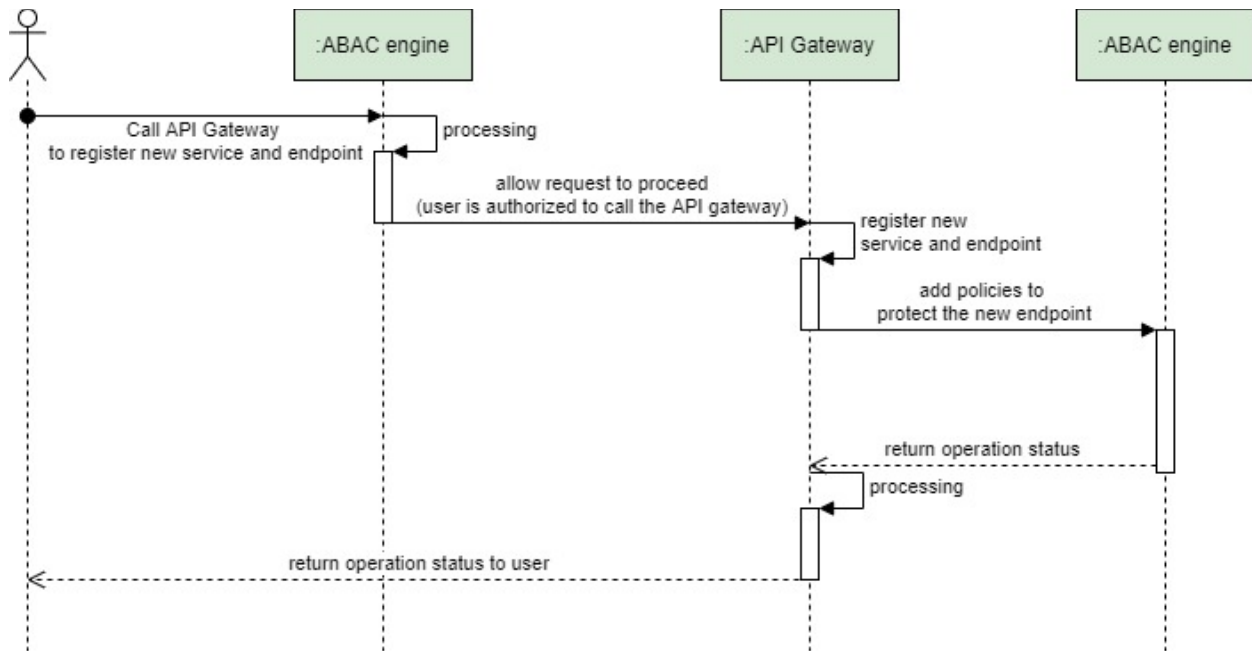 :ABAC engine
:API Gateway
:ABAC engine
Call API Gateway
to register new service and endpoint
processing
allow request to proceed
(user is authorized to call the API gateway)
register new
service and endpoint
add policies to
protect the new endpoint
return operation status
processing
return operation status to user